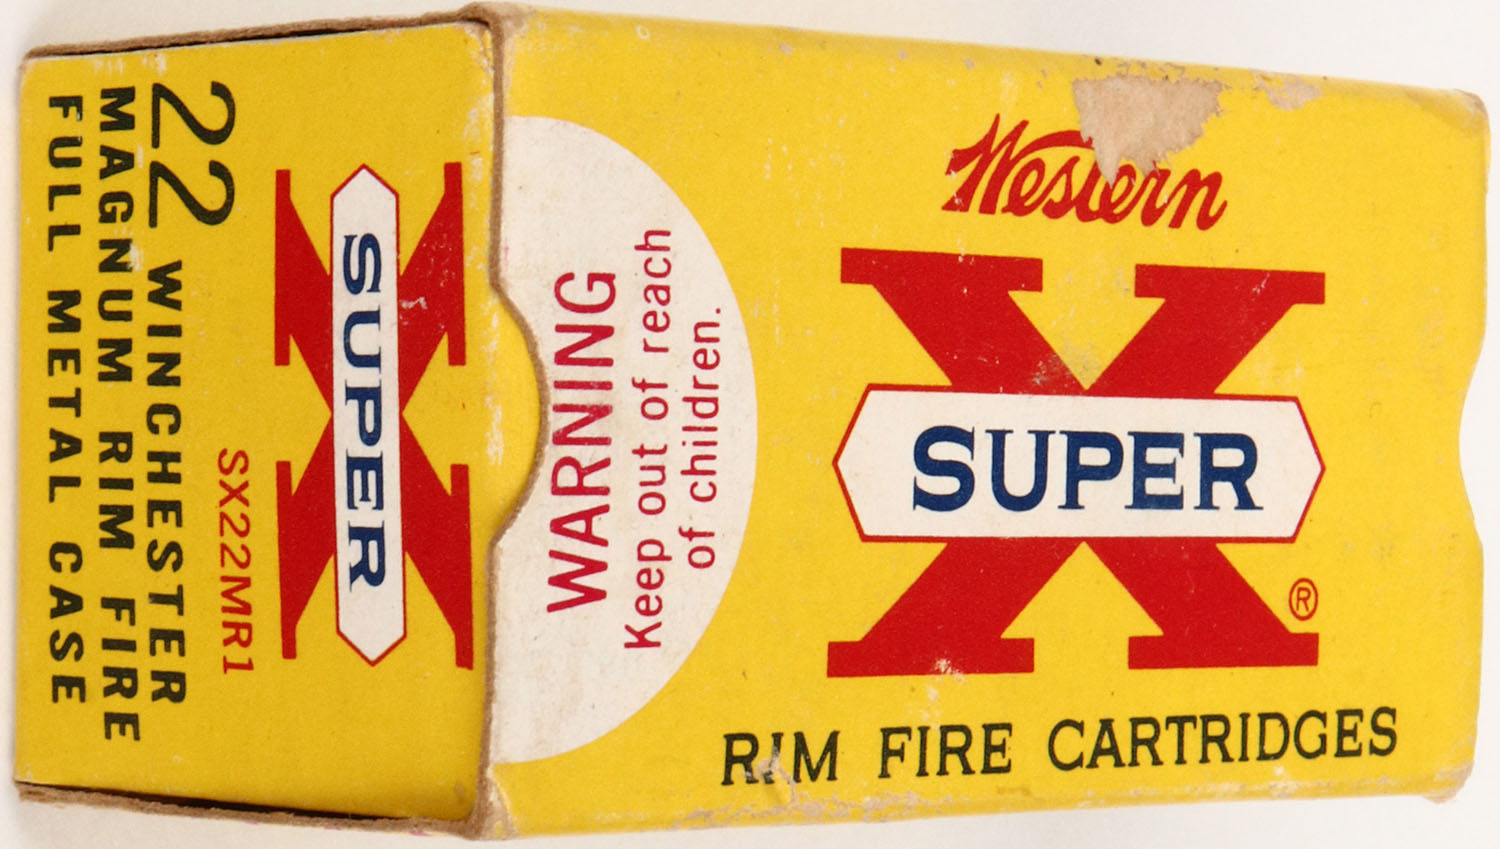 Western
X
SUPER
®
RIM FIRE CARTRIDGES
WARNING
Keep out of reach
of children.
X
SUPER
SX22MR1
22 WINCHESTER
MAGNUM RIM FIRE
FULL METAL CASE